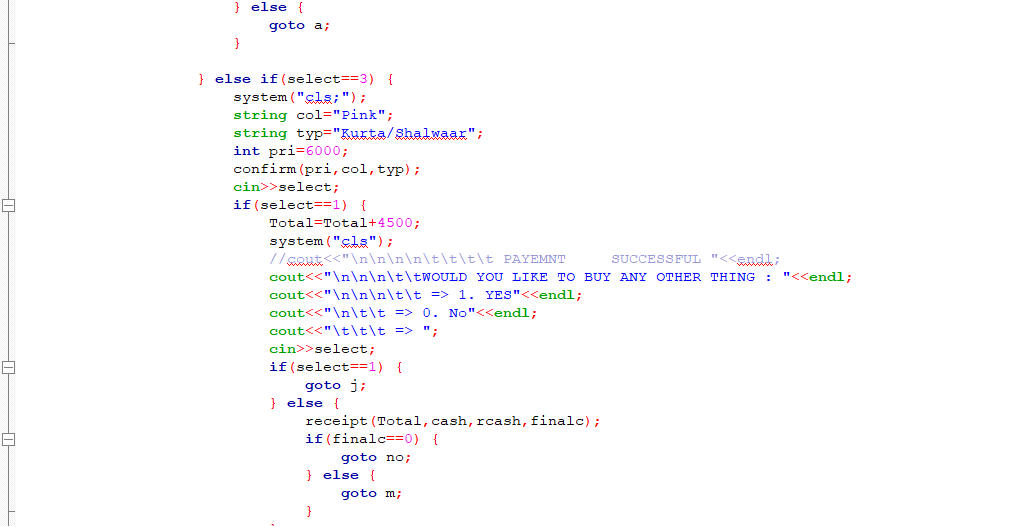 } else {
goto a;
}
} else if(select==3) {
system("cls;");
string col="Pink";
string typ="Kurta/Shalwaar";
int pri=6000;
confirm(pri,col,typ);
cin>>select;
if(select==1) {
Total=Total+4500;
system("cls");
//cout<<"\n\n\n\n\t\t\t\t PAYEMNT     SUCCESSFUL "<<endl;
cout<<"\n\n\n\t\tWOULD YOU LIKE TO BUY ANY OTHER THING : "<<endl;
cout<<"\n\n\n\t\t => 1. YES"<<endl;
cout<<"\n\t\t => 0. No"<<endl;
cout<<"\t\t\t => ";
cin>>select;
if(select==1) {
goto j;
} else {
receipt(Total,cash,rcash,finalc);
if(finalc==0) {
goto no;
} else {
goto m;
}